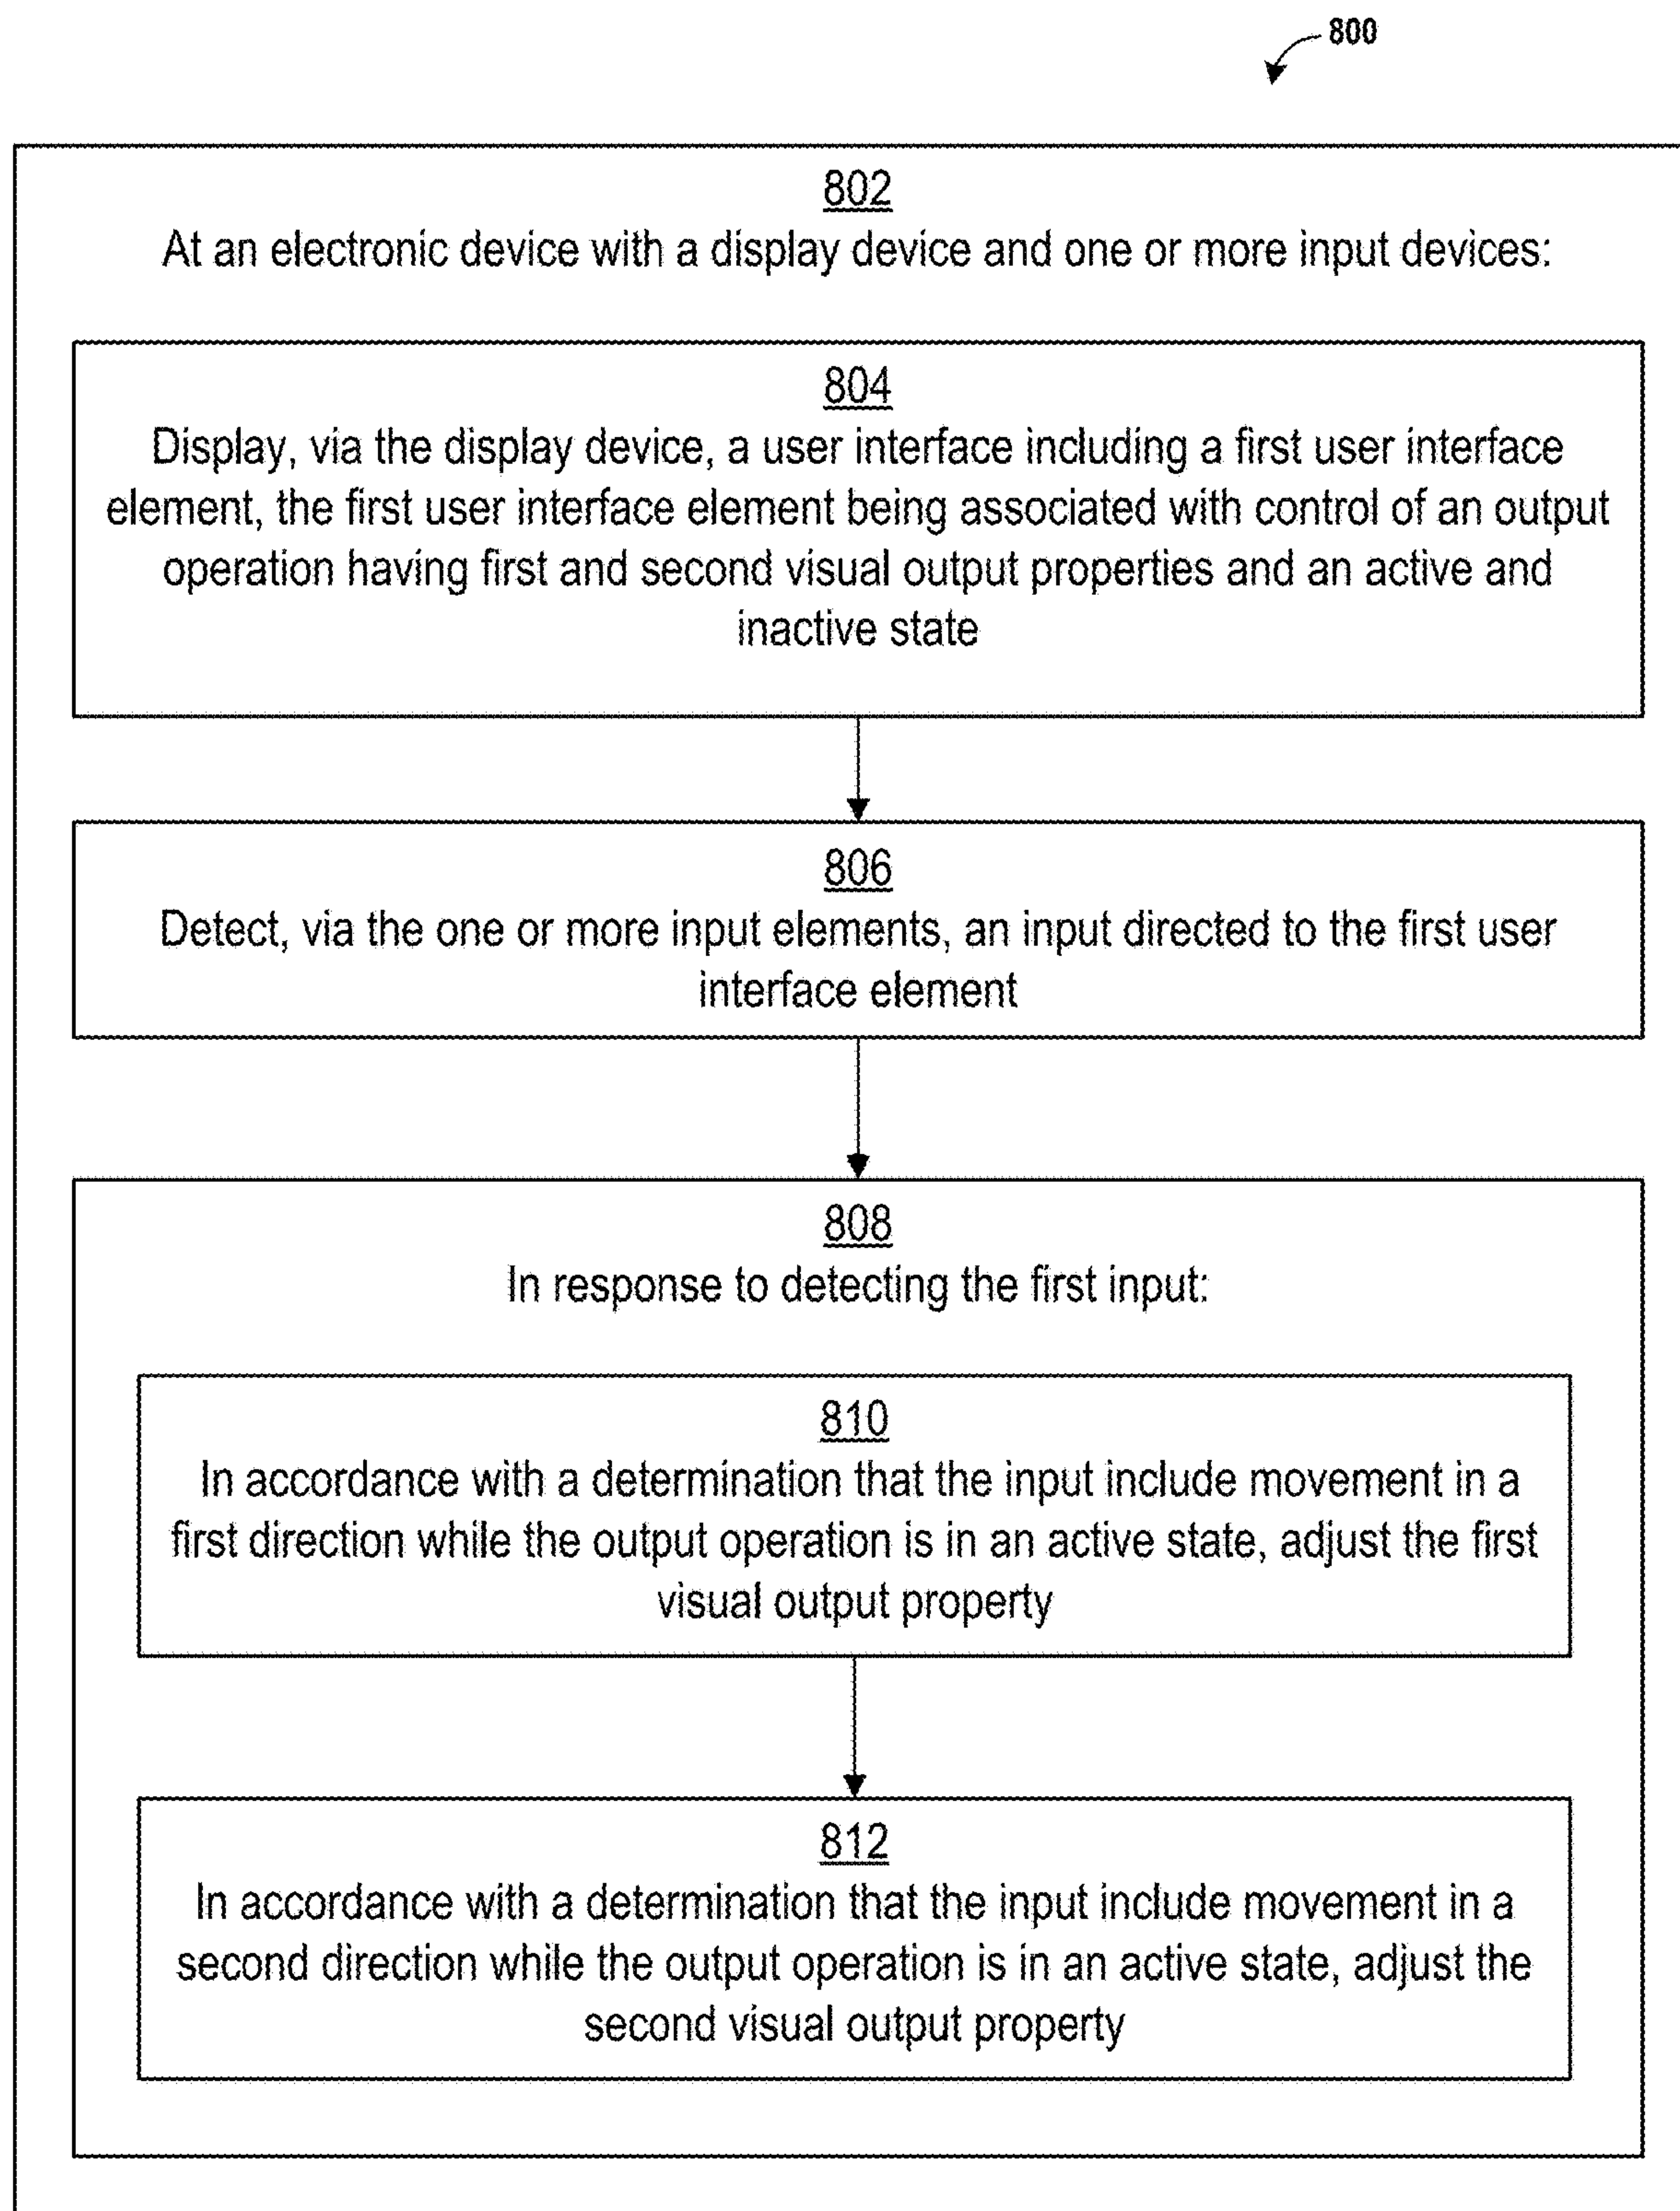 800
802
At an electronic device with a display device and one or more input devices:
804
Display, via the display device, a user interface including a first user interface
element, the first user interface element being associated with control of an output
operation having first and second visual output properties and an active and
inactive state
806
Detect, via the one or more input elements, an input directed to the first user
interface element
808
In response to detecting the first input:
810
In accordance with a determination that the input include movement in a
first direction while the output operation is in an active state, adjust the first
visual output property
812
In accordance with a determination that the input include movement in a
second direction while the output operation is in an active state, adjust the
second visual output property